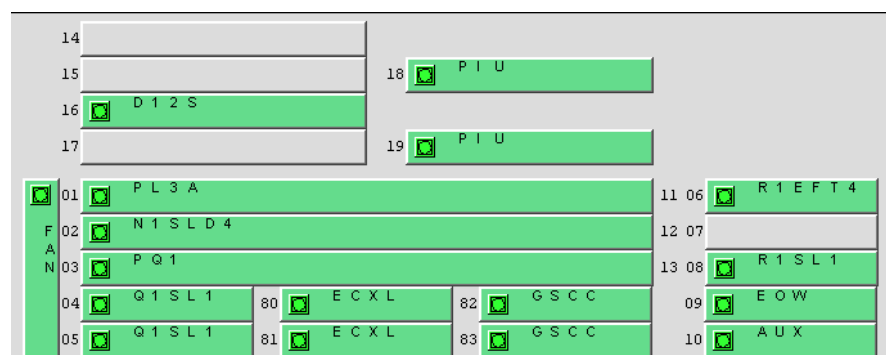 14
15
18 PIU
16 D12S
17
19 PIU
01 PL3A 11 06 R1EFT4
FAN
02 N1SLD4 12 07
03 PQ1 13 08 R1SL1
04 Q1SL1 80 ECXL 82 GSCC 09 EOW
05 Q1SL1 81 ECXL 83 GSCC 10 AUX